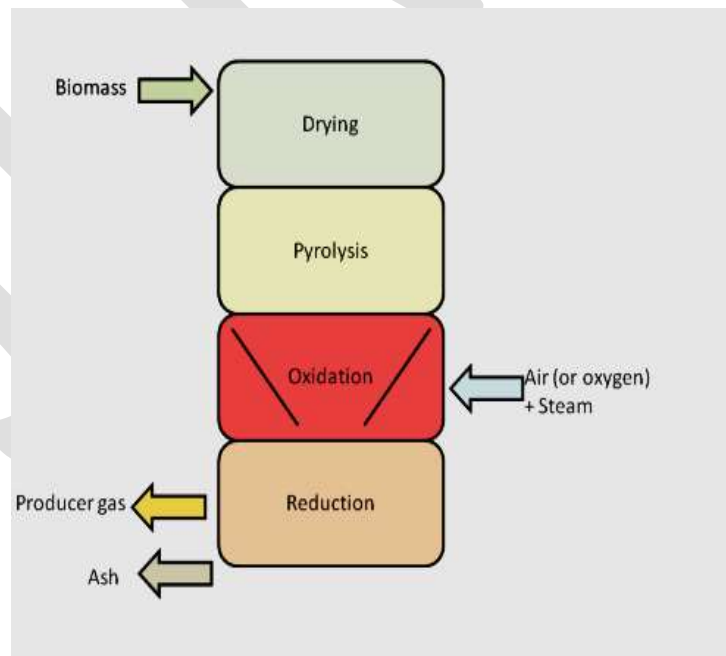 Biomass
Drying
Pyrolysis
Oxidation
Air (or oxygen)
+ Steam
Reduction
Producer gas
Ash